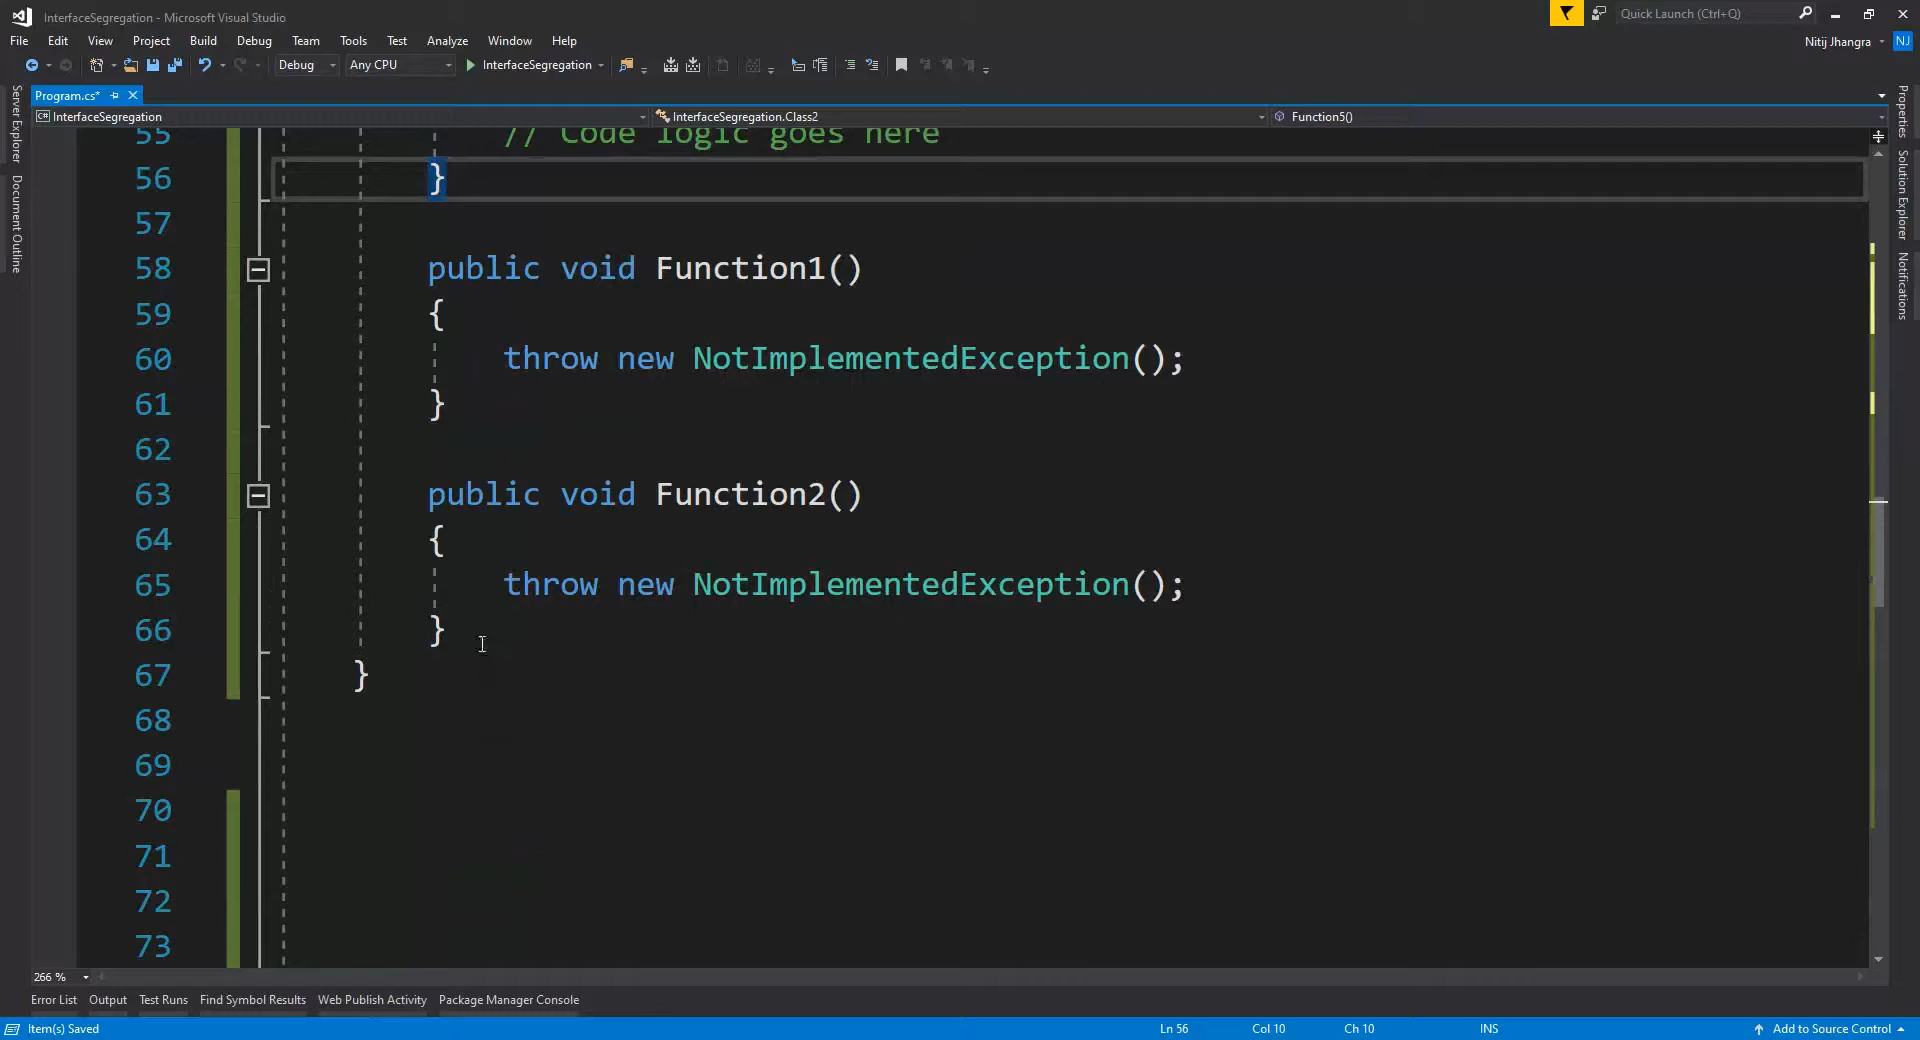 InterfaceSegregation - Microsoft Visual Studio
Quick Launch (Ctrl+Q)
File Edit View Project Build Debug Team Tools Test Analyze Window Help
Nitij Jhangra NJ
Debug Any CPU InterfaceSegregation
Program.cs*
C# InterfaceSegregation InterfaceSegregation.Class2 Function5()
Server Explorer
Document Outline
Properties
Solution Explorer
Notifications
55 // Code logic goes here
56 }
57
58 public void Function1()
59 {
60 throw new NotImplementedException();
61 }
62
63 public void Function2()
64 {
65 throw new NotImplementedException();
66 }
67 }
68
69
70
71
72
73
266 %
Error List Output Test Runs Find Symbol Results Web Publish Activity Package Manager Console
Item(s) Saved Ln 56 Col 10 Ch 10 INS Add to Source Control